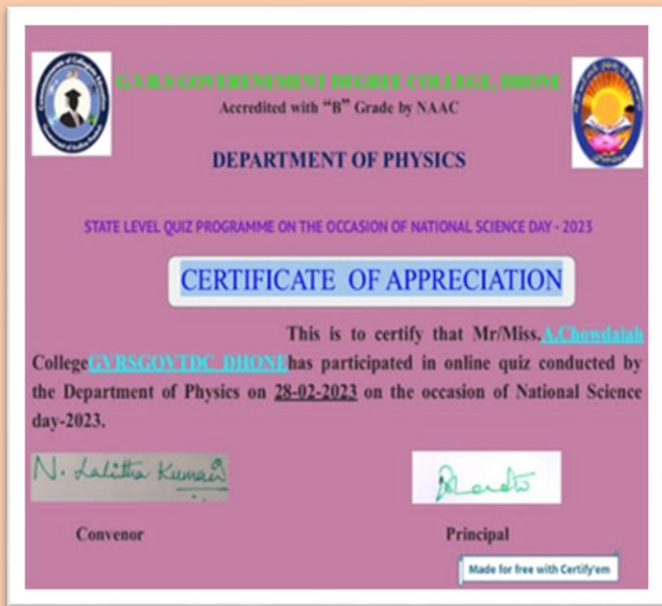 G.V.R.S-GOVERENEMENT DEGREE COLLEGE, DHONE
Accredited with “B” Grade by NAAC
DEPARTMENT OF PHYSICS
STATE LEVEL QUIZ PROGRAMME ON THE OCCASION OF NATIONAL SCIENCE DAY - 2023
CERTIFICATE OF APPRECIATION
This is to certify that Mr/Miss.A.Chowdaiah
CollegeGVRSGOVTDC DHONEhas participated in online quiz conducted by
the Department of Physics on 28-02-2023 on the occasion of National Science
day-2023.
N. Lalitha Kumari
Convenor
Principal
Made for free with Certify'em